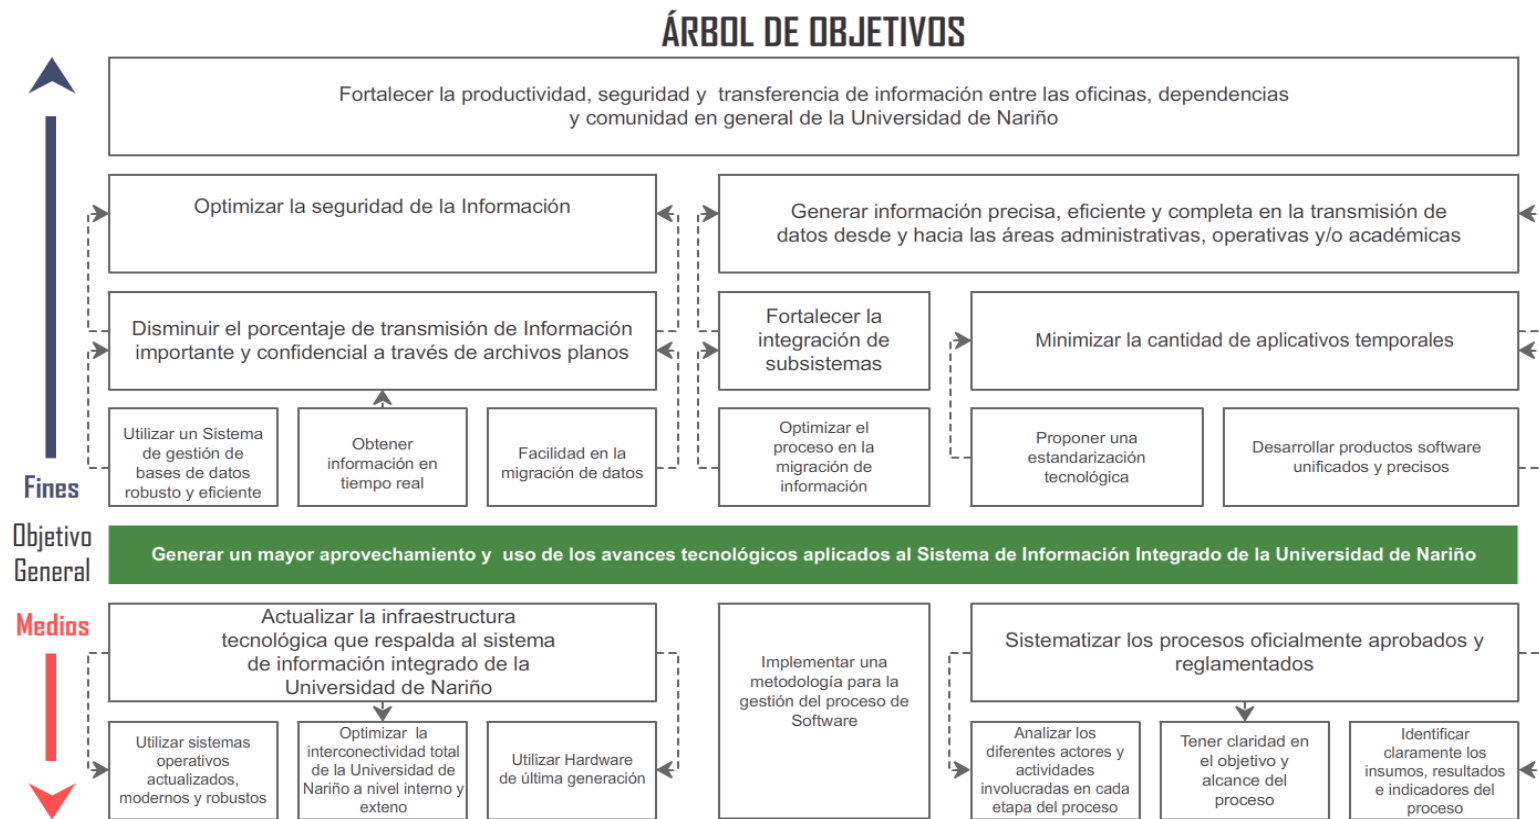 ÁRBOL DE OBJETIVOS
Fortalecer la productividad, seguridad y transferencia de información entre las oficinas, dependencias
y comunidad en general de la Universidad de Nariño
Optimizar la seguridad de la Información
Generar información precisa, eficiente y completa en la transmisión de
datos desde y hacia las áreas administrativas, operativas y/o académicas
Disminuir el porcentaje de transmisión de Información
importante y confidencial a través de archivos planos
Fortalecer la
integración de
subsistemas
Minimizar la cantidad de aplicativos temporales
Utilizar un Sistema
de gestión de
bases de datos
robusto y eficiente
Obtener
información en
tiempo real
Facilidad en la
migración de datos
Optimizar el
proceso en la
migración de
información
Proponer una
estandarización
tecnológica
Desarrollar productos software
unificados y precisos
Fines
Objetivo
General
Generar un mayor aprovechamiento y uso de los avances tecnológicos aplicados al Sistema de Información Integrado de la Universidad de Nariño
Medios
Actualizar la infraestructura
tecnológica que respalda al sistema
de información integrado de la
Universidad de Nariño
Implementar una
metodología para la
gestión del proceso de
Software
Sistematizar los procesos oficialmente aprobados y
reglamentados
Utilizar sistemas
operativos
actualizados,
modernos y robustos
Optimizar la
interconectividad total
de la Universidad de
Nariño a nivel interno y
exteno
Utilizar Hardware
de última generación
Analizar los
diferentes actores y
actividades
involucradas en cada
etapa del proceso
Tener claridad en
el objetivo y
alcance del
proceso
Identificar
claramente los
insumos, resultados
e indicadores del
proceso